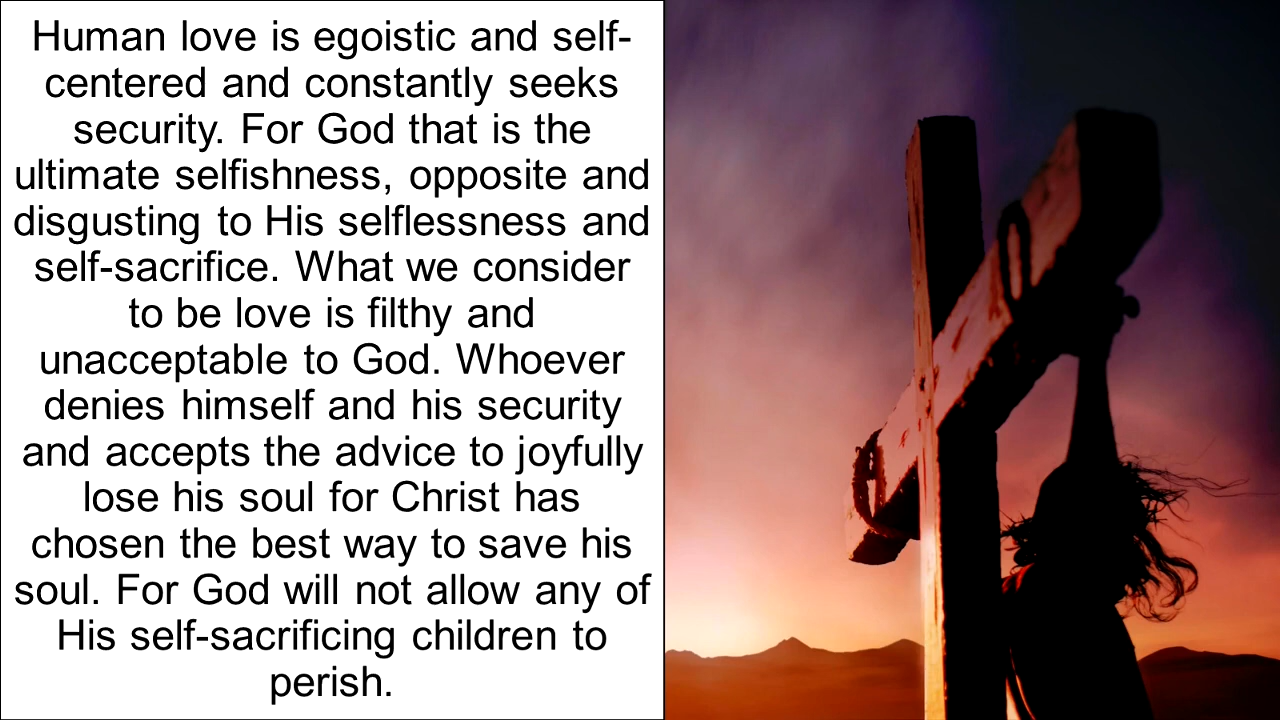 Human love is egoistic and self-
centered and constantly seeks
security. For God that is the
ultimate selfishness, opposite and
disgusting to His selflessness and
self-sacrifice. What we consider
to be love is filthy and
unacceptable to God. Whoever
denies himself and his security
and accepts the advice to joyfully
lose his soul for Christ has
chosen the best way to save his
soul. For God will not allow any of
His self-sacrificing children to
perish.